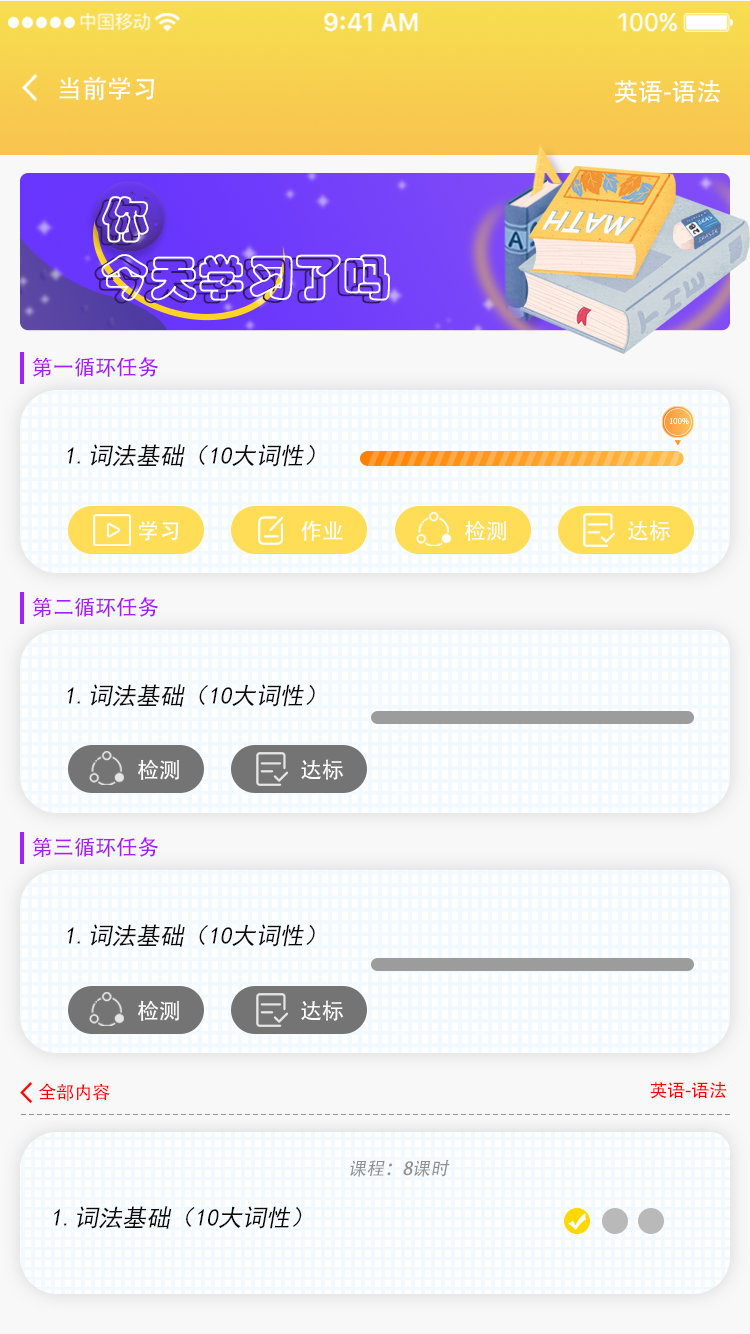 中国移动 9:41 AM 100%
当前学习 英语-语法
你
今天学习了吗
MATH
A
THE
第一循环任务
100%
1. 词法基础（10大词性）
学习 作业 检测 达标
第二循环任务
1. 词法基础（10大词性）
检测 达标
第三循环任务
1. 词法基础（10大词性）
检测 达标
全部内容 英语-语法
课程：8课时
1. 词法基础（10大词性）